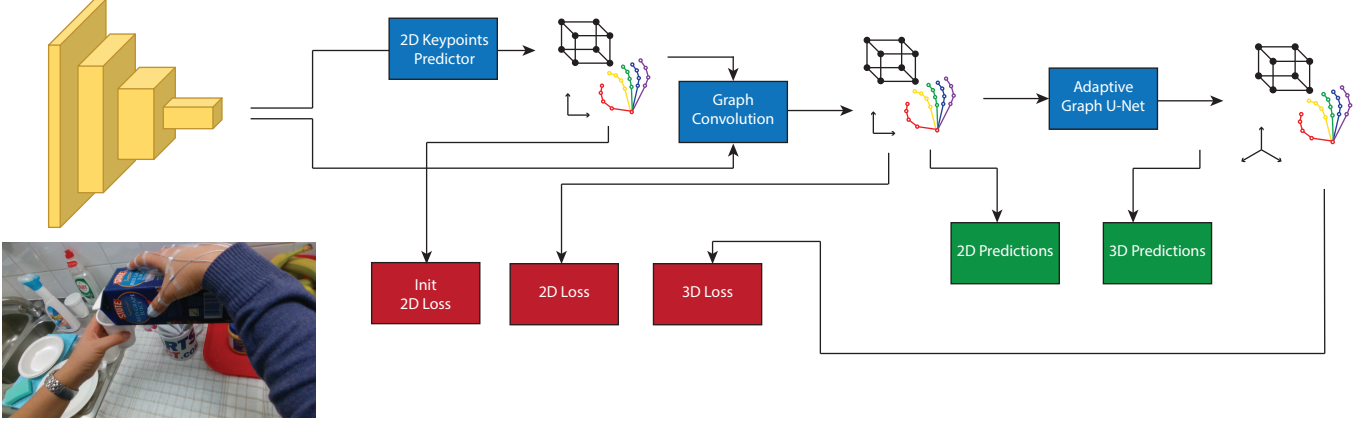 2D Keypoints
Predictor
Graph
Convolution
Adaptive
Graph U-Net
2D Predictions
3D Predictions
Init
2D Loss
2D Loss
3D Loss